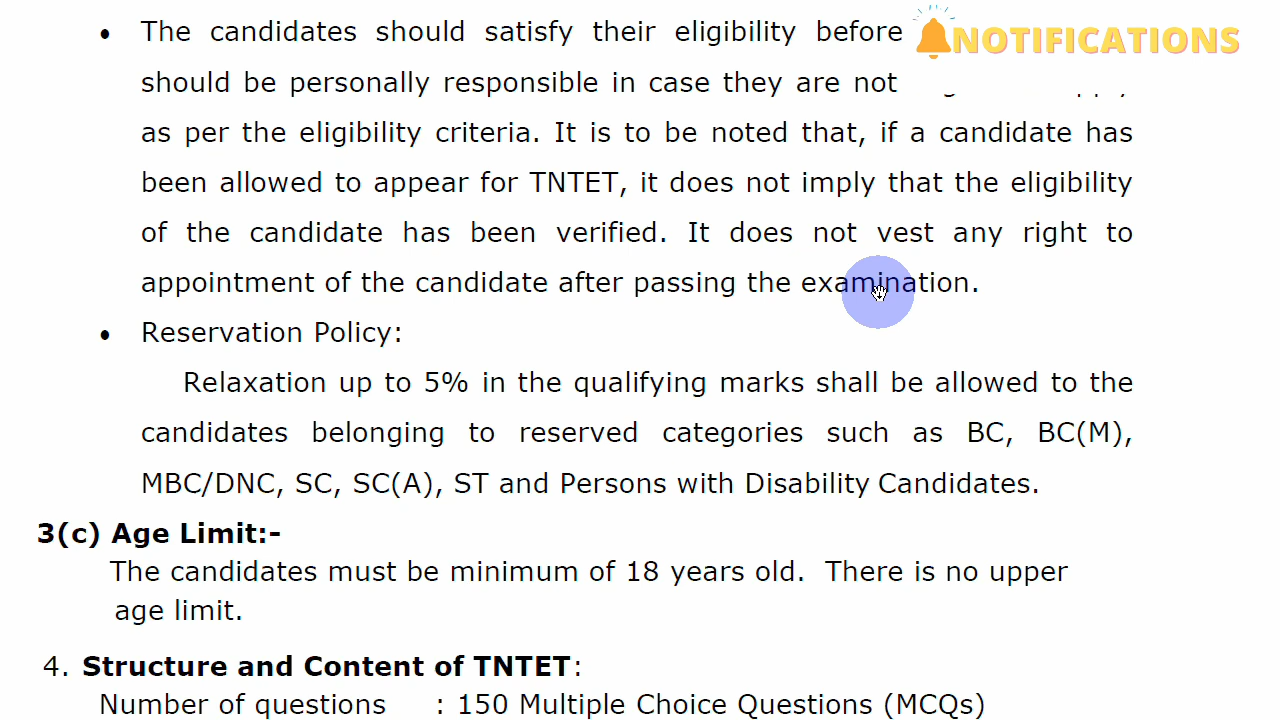 • The candidates should satisfy their eligibility before
NOTIFICATIONS
should be personally responsible in case they are not
as per the eligibility criteria. It is to be noted that, if a candidate has
been allowed to appear for TNTET, it does not imply that the eligibility
of the candidate has been verified. It does not vest any right to
appointment of the candidate after passing the examination.
• Reservation Policy:
Relaxation up to 5% in the qualifying marks shall be allowed to the
candidates belonging to reserved categories such as BC, BC(M),
MBC/DNC, SC, SC(A), ST and Persons with Disability Candidates.
3(c) Age Limit:-
The candidates must be minimum of 18 years old. There is no upper
age limit.
4. Structure and Content of TNTET:
Number of questions : 150 Multiple Choice Questions (MCQs)